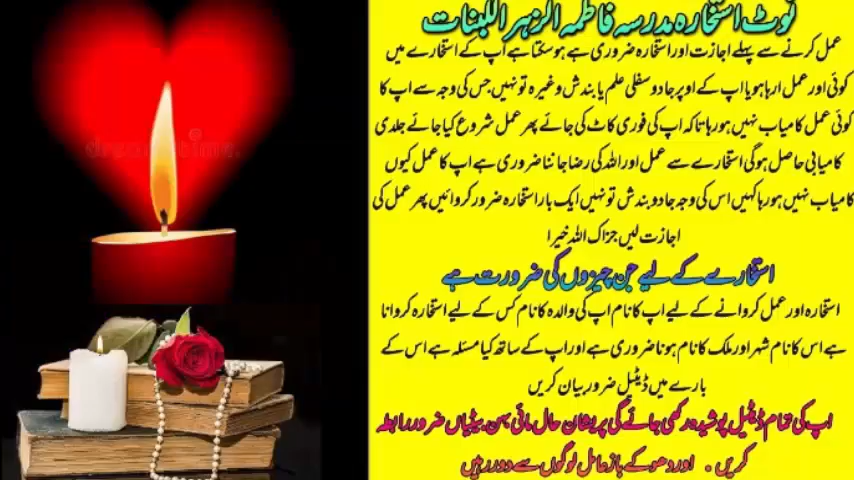 نوٹ استخارہ مدرسہ فاطمہ الزہرا للبنات
عمل کرنے سے پہلے اجازت اور استخارہ ضروری ہے ہو سکتا ہے اپ کے استخارے میں
کوئی اور عمل ارہا ہو یا اپ کے اوپر جادو سفلی علم یا بندش وغیرہ تو نہیں جس کی وجہ سے اپ کا
کوئی عمل کامیاب نہیں ہو رہا تاکہ اپ کی فوری کاٹ کی جائے پھر عمل شروع کیا جائے جلدی
کامیابی حاصل ہوگی استخارے سے عمل اور اللہ کی رضا جاننا ضروری ہے اپ کا عمل کیوں
کامیاب نہیں ہو رہا کہیں اس کی وجہ جادو بندش تو نہیں ایک بار استخارہ ضرور کروائیں پھر عمل کی
اجازت لیں جزاک اللہ خیرا
استخارے کے لیے جن چیزوں کی ضرورت ہے
استخارہ اور عمل کروانے کے لیے اپ کا نام اپ کی والدہ کا نام کس کے لیے استخارہ کروانا
ہے اس کا نام شہر اور ملک کا نام ہونا ضروری ہے اور اپ کے ساتھ کیا مسئلہ ہے اس کے
بارے میں ڈیٹیل ضرور بیان کریں
اپ کی تمام ڈیٹیل پوشیدہ رکھی جائے گی پریشان حال مائی بہن بیٹیاں ضرور رابطہ
کریں ۔ اور دھوکے باز عامل لوگوں سے دور رہیں